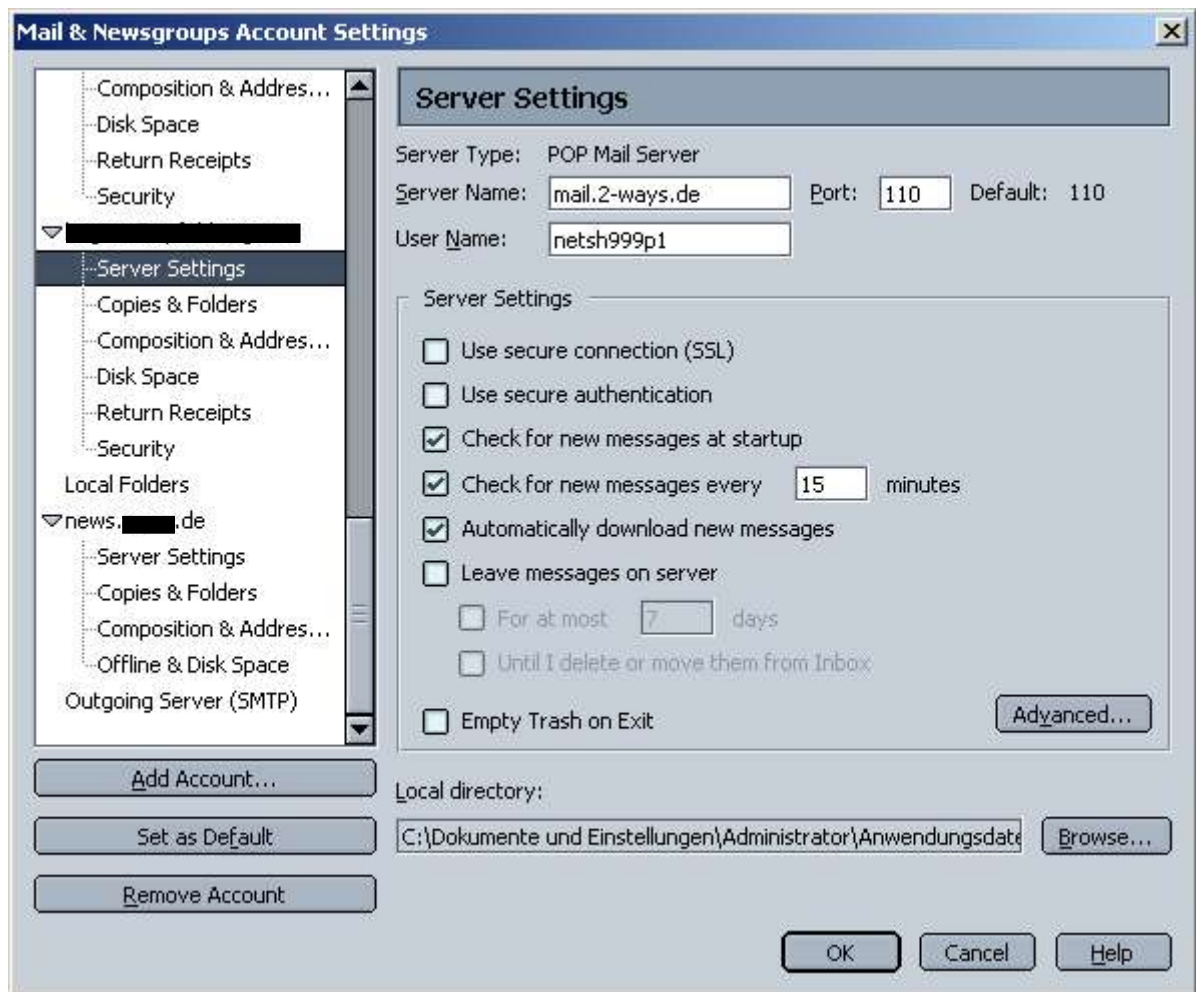 Mail & Newsgroups Account Settings
Composition & Addres...
Disk Space
Return Receipts
Security
Server Settings
Copies & Folders
Composition & Addres...
Disk Space
Return Receipts
Security
Local Folders
news. .de
Server Settings
Copies & Folders
Composition & Addres...
Offline & Disk Space
Outgoing Server (SMTP)
Add Account...
Set as Default
Remove Account
Server Settings
Server Type: POP Mail Server
Server Name: mail.2-ways.de Port: 110 Default: 110
User Name: netsh999p1
Server Settings
Use secure connection (SSL)
Use secure authentication
Check for new messages at startup
Check for new messages every 15 minutes
Automatically download new messages
Leave messages on server
For at most 7 days
Until I delete or move them from Inbox
Empty Trash on Exit
Advanced...
Local directory:
C:\Dokumente und Einstellungen\Administrator\Anwendungsdate
Browse...
OK Cancel Help